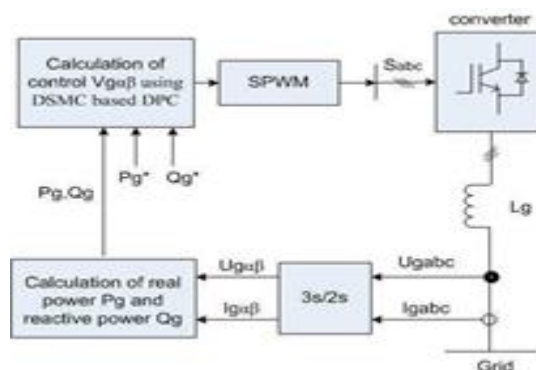 converter
Calculation of
control Vgαβ using
DSMC based DPC
SPWM
Sabc
Pg,Qg
Pg*
Qg*
Lg
Calculation of real
power Pg and
reactive power Qg
Ugαβ
Igαβ
3s/2s
Ugabc
Igabc
Grid